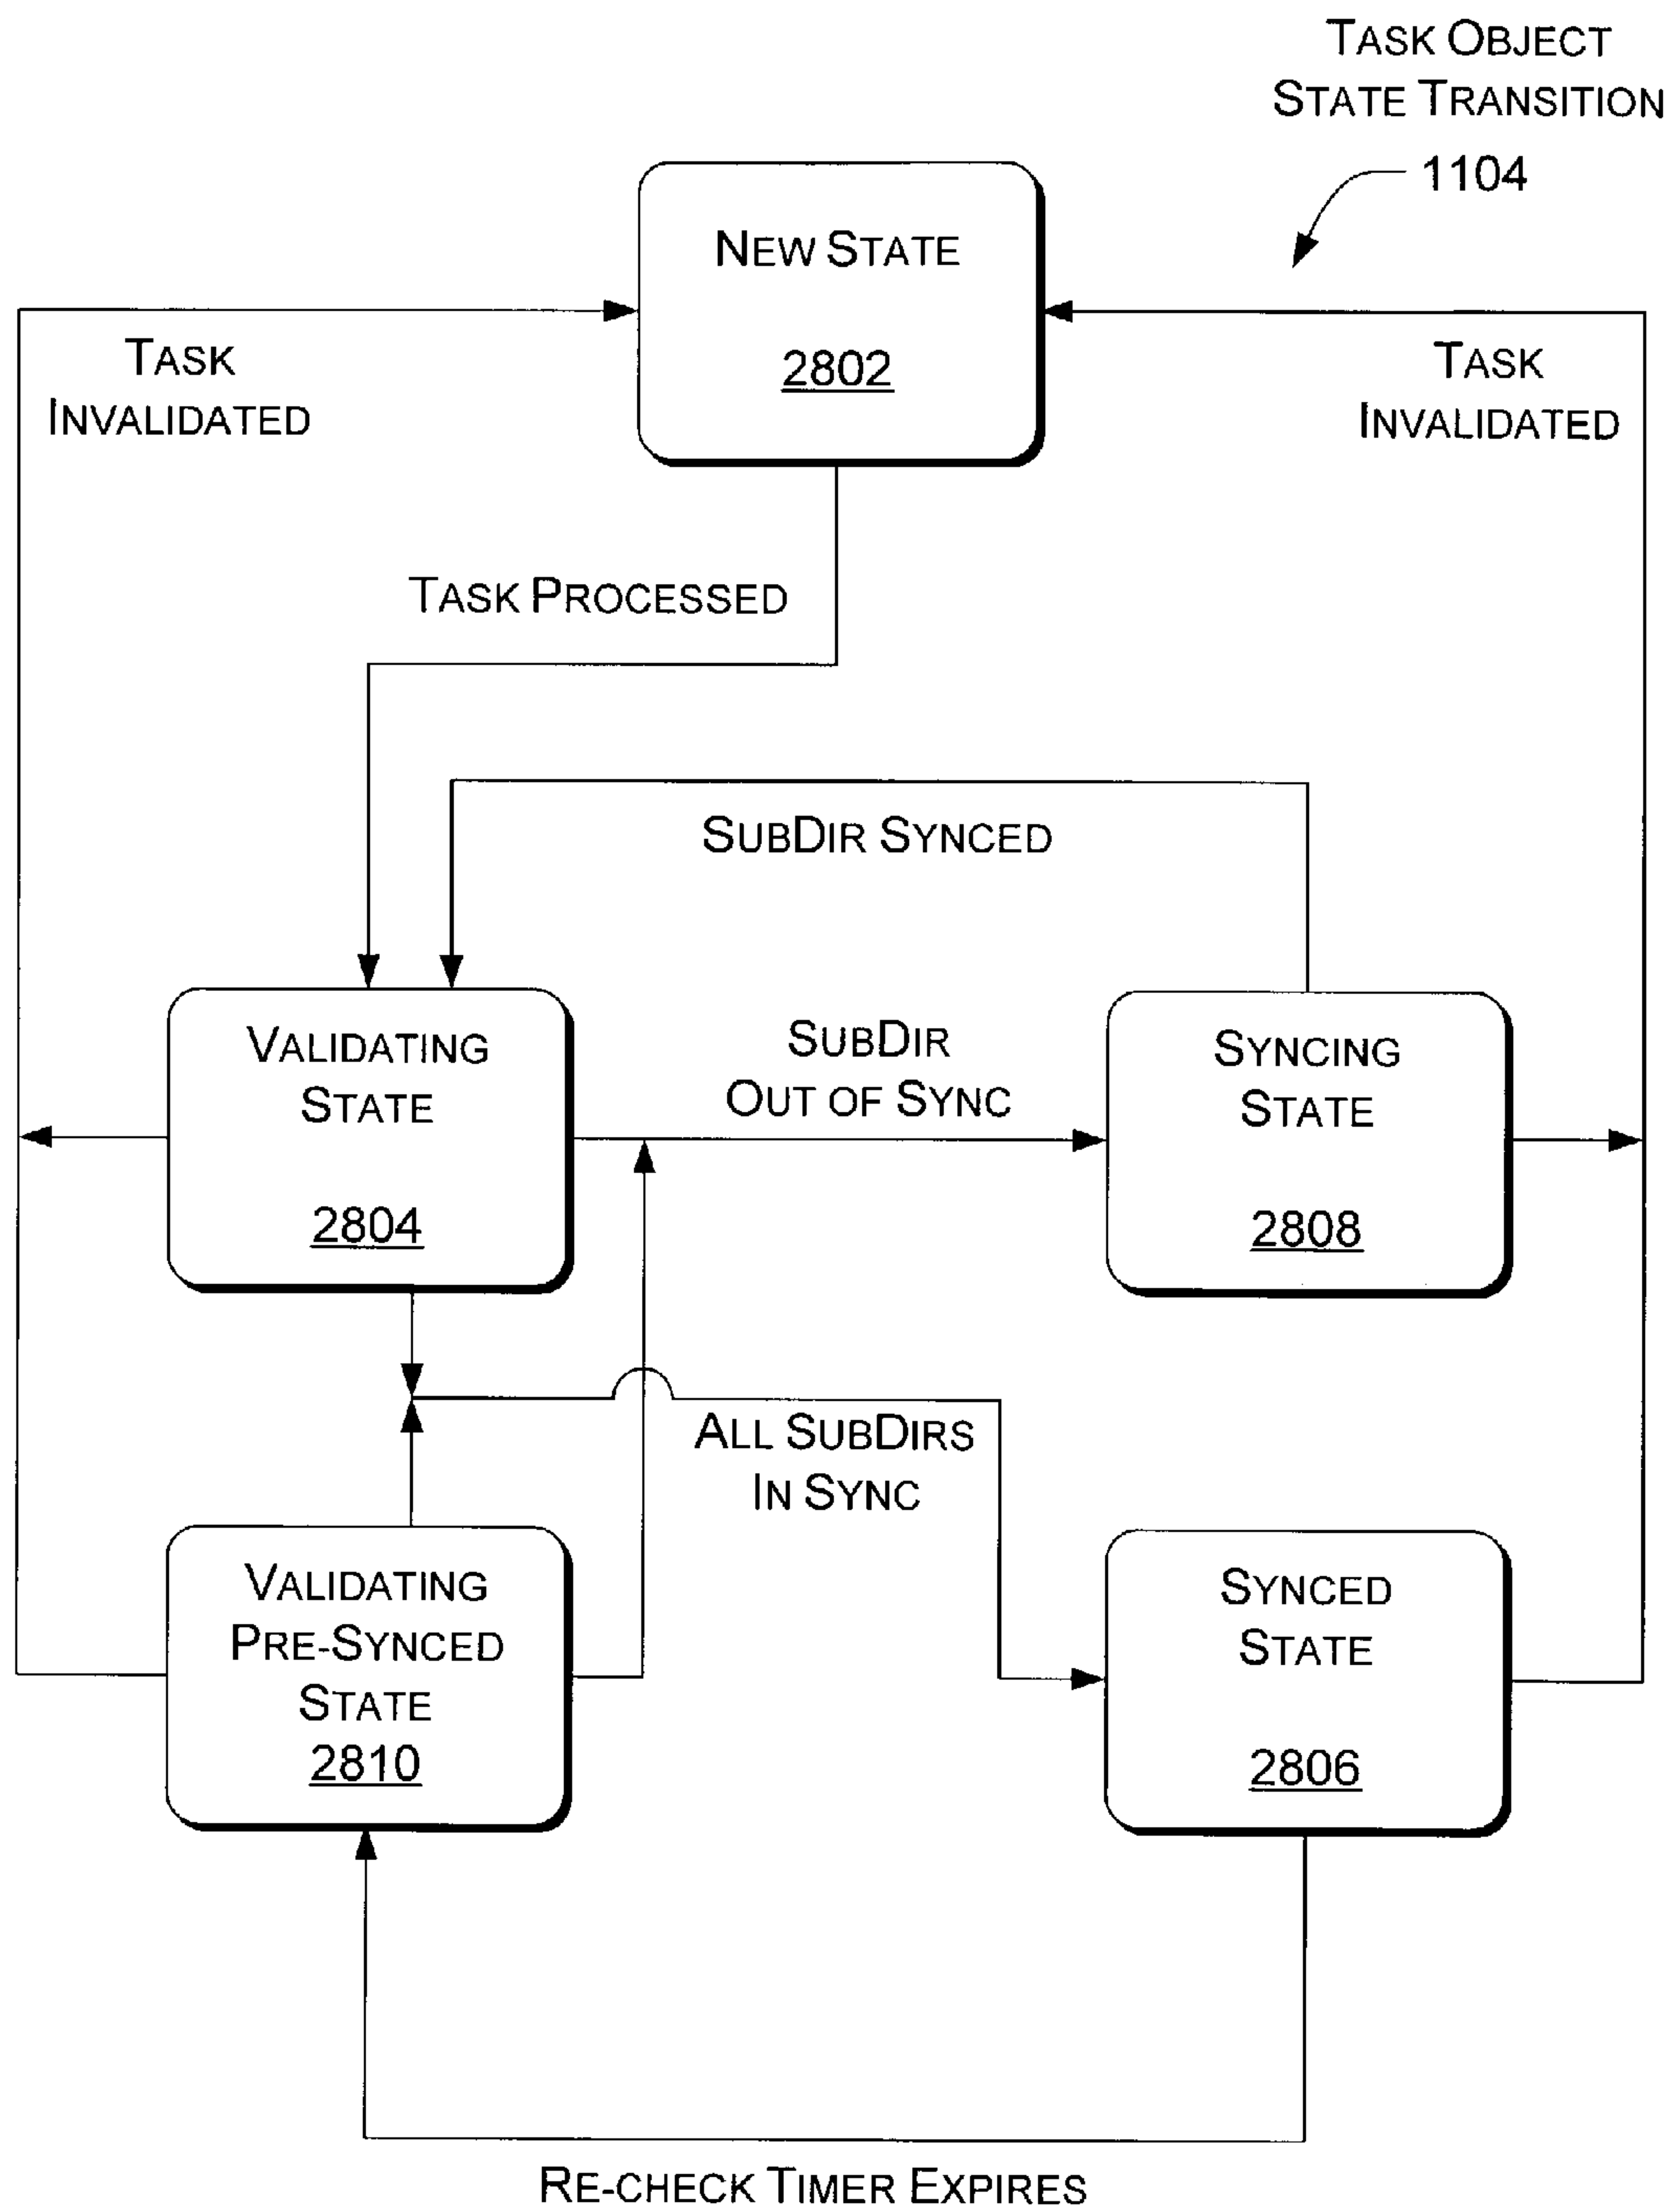 TASK OBJECT
STATE TRANSITION
1104
NEW STATE
2802
TASK
INVALIDATED
TASK
INVALIDATED
TASK PROCESSED
SUBDIR SYNCED
VALIDATING
STATE
2804
SUBDIR
OUT OF SYNC
SYNCING
STATE
2808
ALL SUBDIRS
IN SYNC
VALIDATING
PRE-SYNCED
STATE
2810
SYNCED
STATE
2806
RE-CHECK TIMER EXPIRES